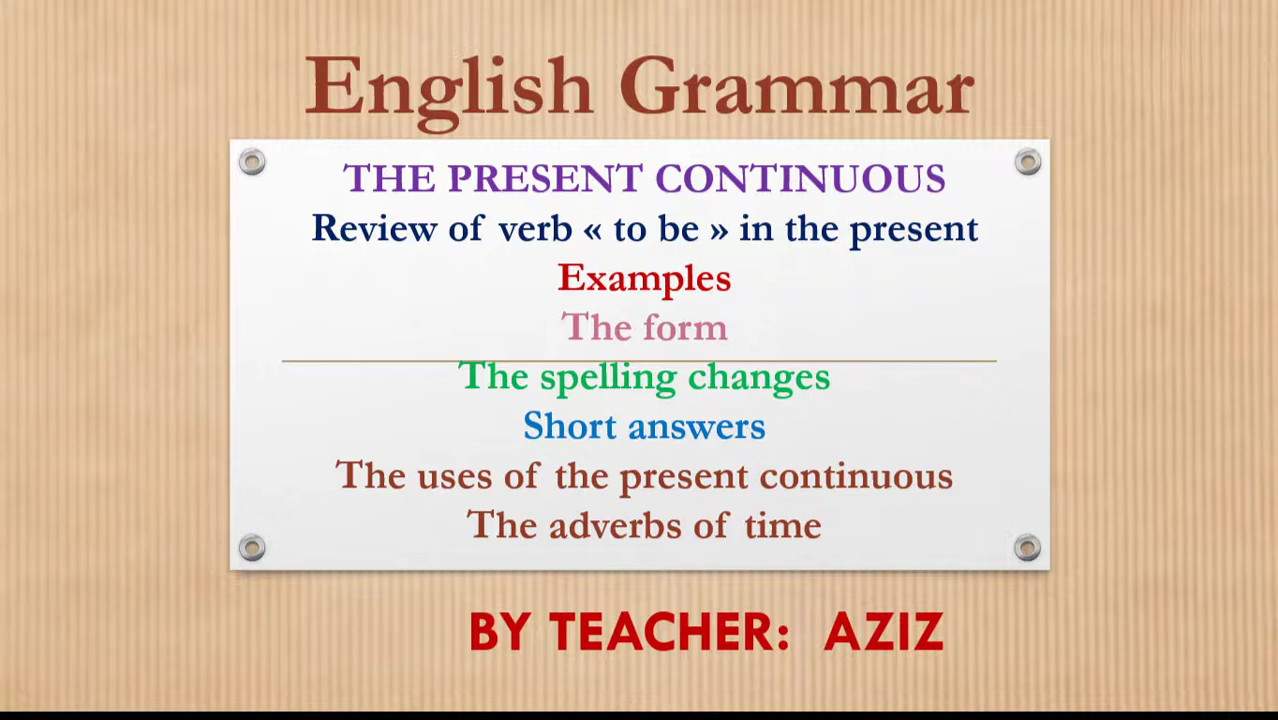 English Grammar
THE PRESENT CONTINUOUS
Review of verb « to be » in the present
Examples
The form
The spelling changes
Short answers
The uses of the present continuous
The adverbs of time
BY TEACHER: AZIZ